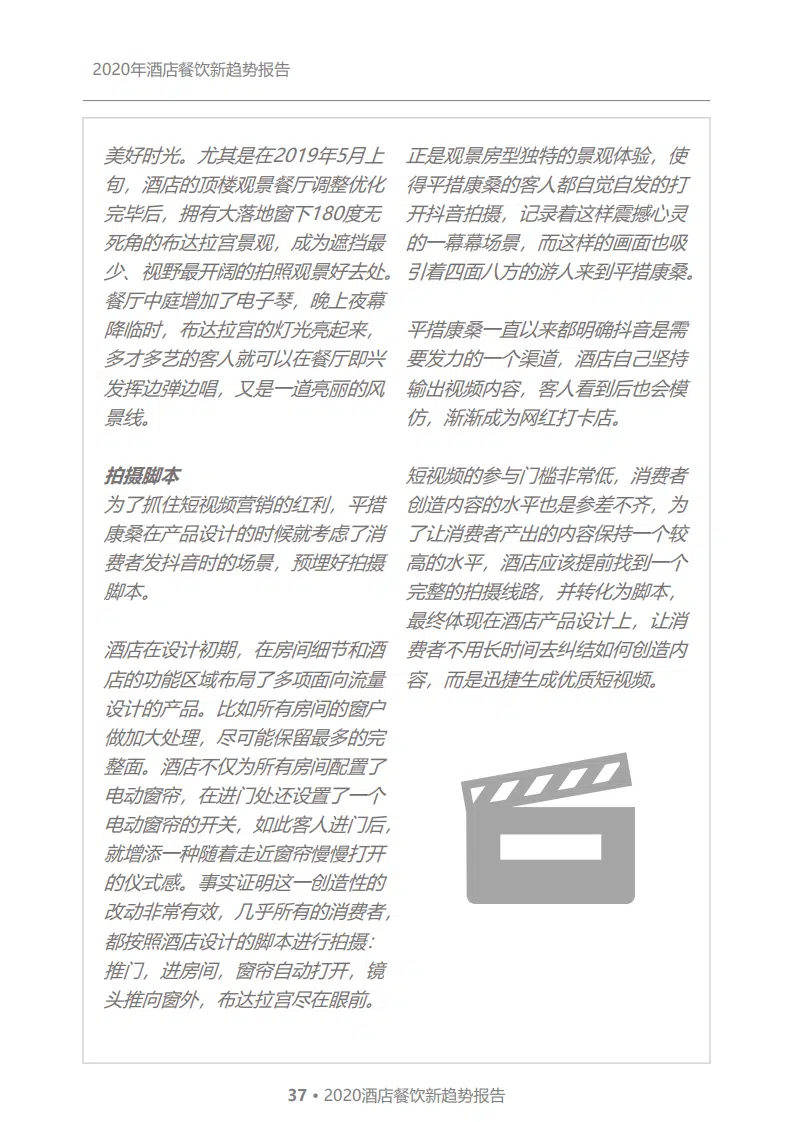 2020年酒店餐饮新趋势报告
美好时光。尤其是在2019年5月上
旬，酒店的顶楼观景餐厅调整优化
完毕后，拥有大落地窗下180度无
死角的布达拉宫景观，成为遮挡最
少、视野最开阔的拍照观景好去处。
餐厅中庭增加了电子琴，晚上夜幕
降临时，布达拉宫的灯光亮起来，
多才多艺的客人就可以在餐厅即兴
发挥边弹边唱，又是一道亮丽的风
景线。
拍摄脚本
为了抓住短视频营销的红利，平措
康桑在产品设计的时候就考虑了消
费者发抖音时的场景，预埋好拍摄
脚本。
酒店在设计初期，在房间细节和酒
店的功能区域布局了多项面向流量
设计的产品。比如所有房间的窗户
做加大处理，尽可能保留最多的完
整面。酒店不仅为所有房间配置了
电动窗帘，在进门处还设置了一个
电动窗帘的开关，如此客人进门后，
就增添一种随着走近窗帘慢慢打开
的仪式感。事实证明这一创造性的
改动非常有效，几乎所有的消费者，
都按照酒店设计的脚本进行拍摄：
推门，进房间，窗帘自动打开，镜
头推向窗外，布达拉宫尽在眼前。
正是观景房型独特的景观体验，使
得平措康桑的客人都自觉自发的打
开抖音拍摄，记录着这样震撼心灵
的一幕幕场景，而这样的画面也吸
引着四面八方的游人来到平措康桑。
平措康桑一直以来都明确抖音是需
要发力的一个渠道，酒店自己坚持
输出视频内容，客人看到后也会模
仿，渐渐成为网红打卡店。
短视频的参与门槛非常低，消费者
创造内容的水平也是参差不齐，为
了让消费者产出的内容保持一个较
高的水平，酒店应该提前找到一个
完整的拍摄线路，并转化为脚本，
最终体现在酒店产品设计上，让消
费者不用长时间去纠结如何创造内
容，而是迅捷生成优质短视频。
37 • 2020酒店餐饮新趋势报告